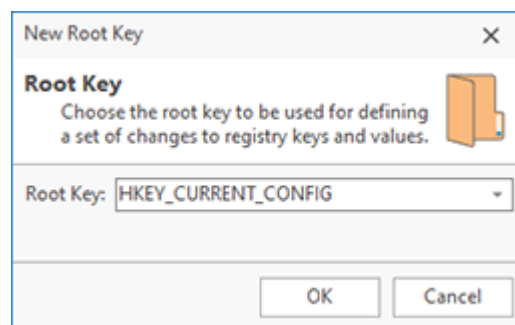 New Root Key
Root Key
Choose the root key to be used for defining
a set of changes to registry keys and values.
Root Key: HKEY_CURRENT_CONFIG
OK Cancel